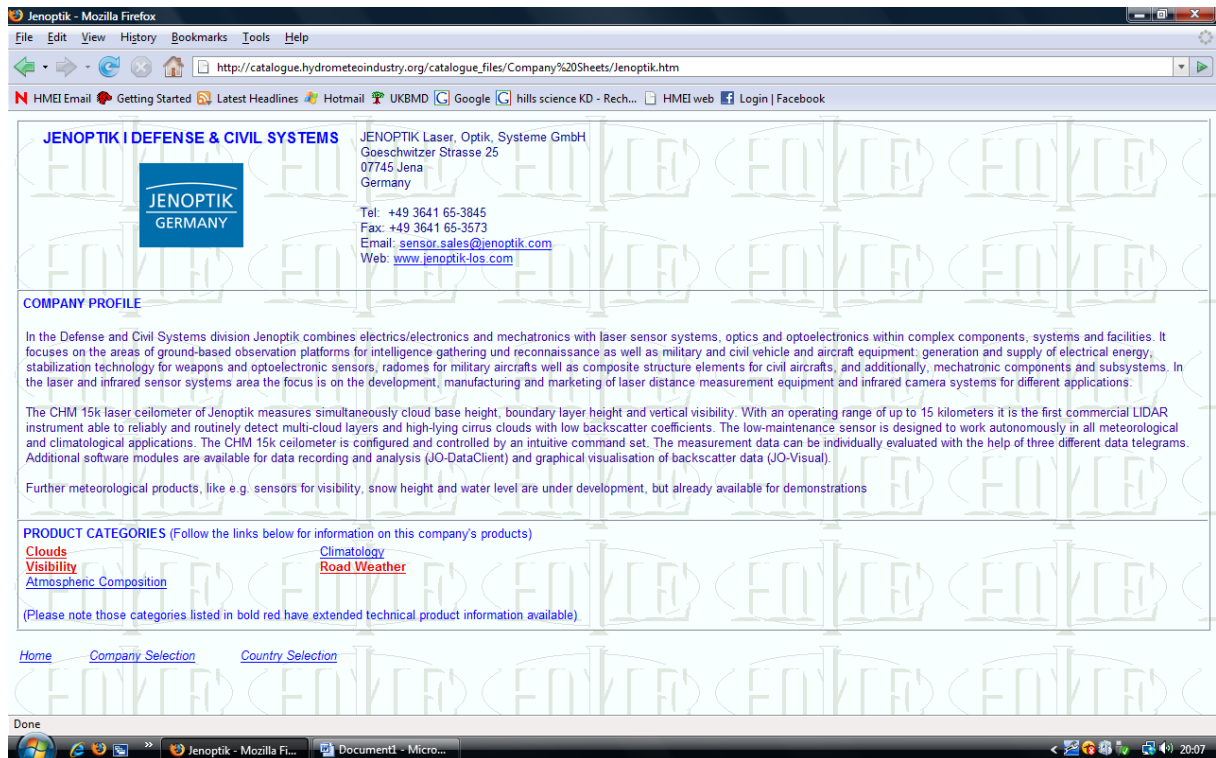 Jenoptik - Mozilla Firefox
File Edit View History Bookmarks Tools Help
http://catalogue.hydrometeoindustry.org/catalogue_files/Company%20Sheets/Jenoptik.htm
HMEI Email Getting Started Latest Headlines Hotmail UKBMD Google hills science KD - Rech... HMEI web Login | Facebook
JENOPTIK I DEFENSE & CIVIL SYSTEMS
JENOPTIK
GERMANY
JENOPTIK Laser, Optik, Systeme GmbH
Goeschwitzer Strasse 25
07745 Jena
Germany
Tel: +49 3641 65-3845
Fax: +49 3641 65-3573
Email: sensor.sales@jenoptik.com
Web: www.jenoptik-los.com
COMPANY PROFILE
In the Defense and Civil Systems division Jenoptik combines electrics/electronics and mechatronics with laser sensor systems, optics and optoelectronics within complex components, systems and facilities. It
focuses on the areas of ground-based observation platforms for intelligence gathering und reconnaissance as well as military and civil vehicle and aircraft equipment, generation and supply of electrical energy,
stabilization technology for weapons and optoelectronic sensors, radomes for military aircrafts well as composite structure elements for civil aircrafts, and additionally, mechatronic components and subsystems. In
the laser and infrared sensor systems area the focus is on the development, manufacturing and marketing of laser distance measurement equipment and infrared camera systems for different applications.
The CHM 15k laser ceilometer of Jenoptik measures simultaneously cloud base height, boundary layer height and vertical visibility. With an operating range of up to 15 kilometers it is the first commercial LIDAR
instrument able to reliably and routinely detect multi-cloud layers and high-lying cirrus clouds with low backscatter coefficients. The low-maintenance sensor is designed to work autonomously in all meteorological
and climatological applications. The CHM 15k ceilometer is configured and controlled by an intuitive command set. The measurement data can be individually evaluated with the help of three different data telegrams.
Additional software modules are available for data recording and analysis (JO-DataClient) and graphical visualisation of backscatter data (JO-Visual).
Further meteorological products, like e.g. sensors for visibility, snow height and water level are under development, but already available for demonstrations
PRODUCT CATEGORIES (Follow the links below for information on this company's products)
Clouds Climatology
Visibility Road Weather
Atmospheric Composition
(Please note those categories listed in bold red have extended technical product information available)
Home Company Selection Country Selection
Done
Jenoptik - Mozilla Fi... Document1 - Micro... 20:07